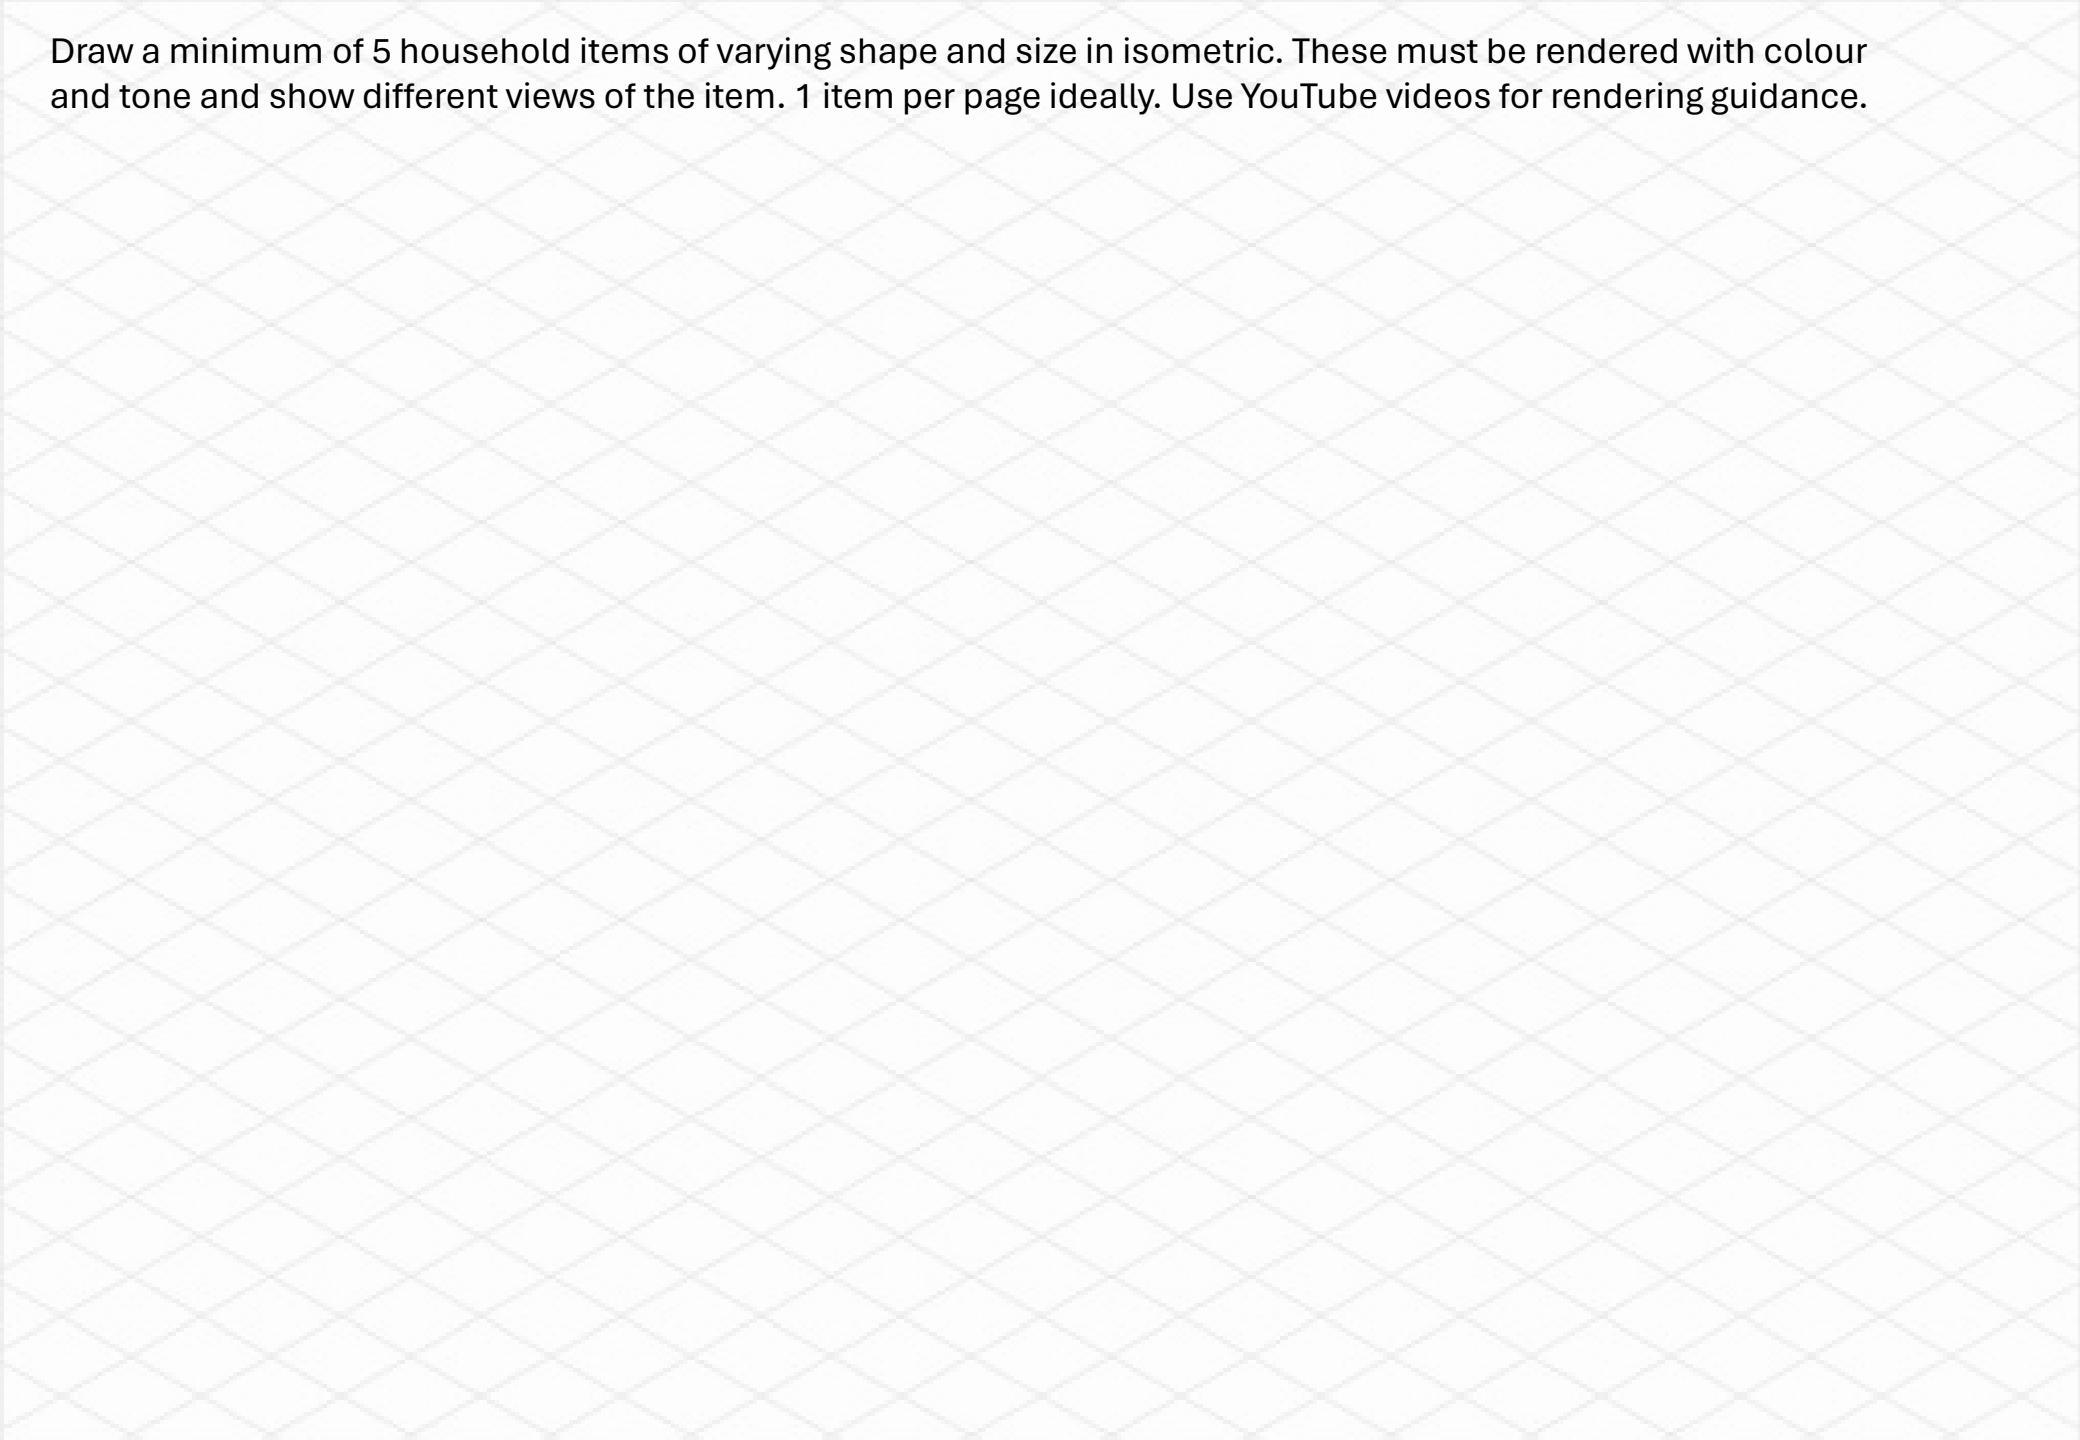 Draw a minimum of 5 household items of varying shape and size in isometric. These must be rendered with colour
and tone and show different views of the item. 1 item per page ideally. Use YouTube videos for rendering guidance.